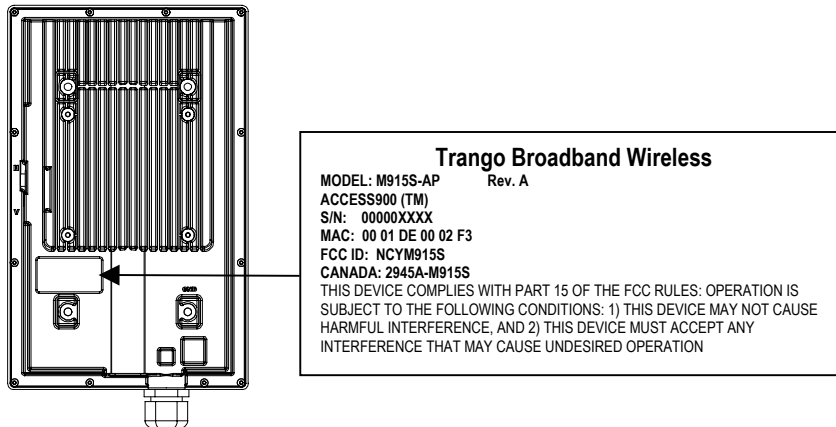 H
V
GND
Trango Broadband Wireless
MODEL: M915S-AP Rev. A
ACCESS900 (TM)
S/N: 00000XXXX
MAC: 00 01 DE 00 02 F3
FCC ID: NCYM915S
CANADA: 2945A-M915S
THIS DEVICE COMPLIES WITH PART 15 OF THE FCC RULES: OPERATION IS
SUBJECT TO THE FOLLOWING CONDITIONS: 1) THIS DEVICE MAY NOT CAUSE
HARMFUL INTERFERENCE, AND 2) THIS DEVICE MUST ACCEPT ANY
INTERFERENCE THAT MAY CAUSE UNDESIRED OPERATION